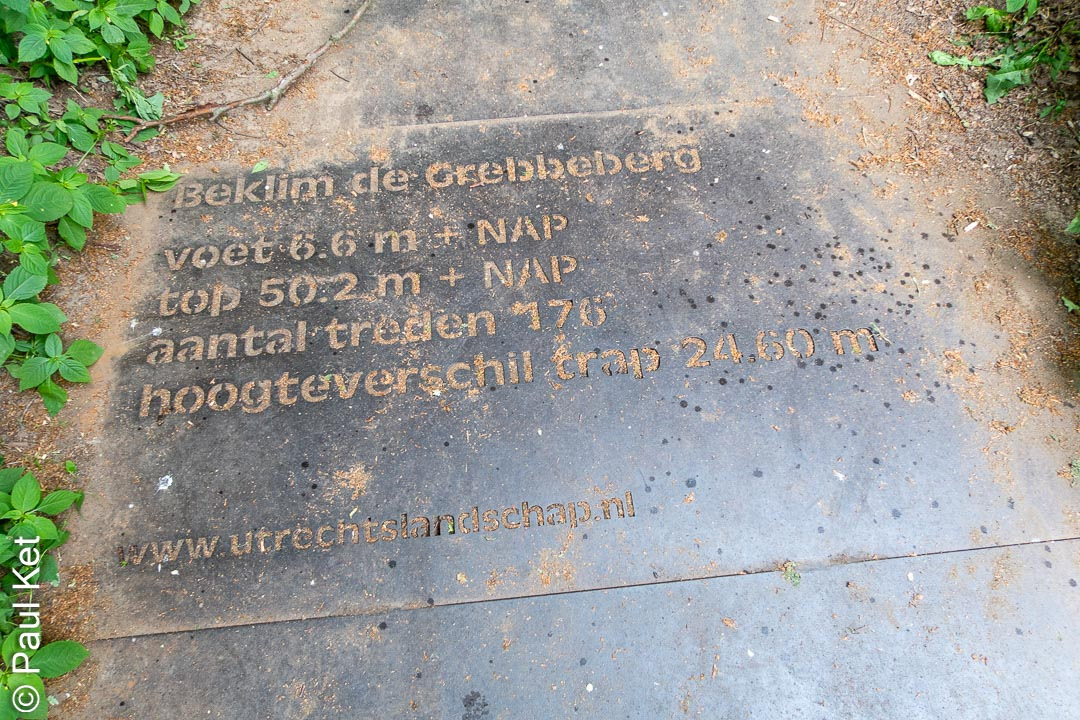 Beklim de Grebbeberg
voet 6.6 m + NAP
top 50.2 m + NAP
aantal treden 176
hoogteverschil trap 24.60 m
www.utrechtslandschap.nl
© Paul Ket